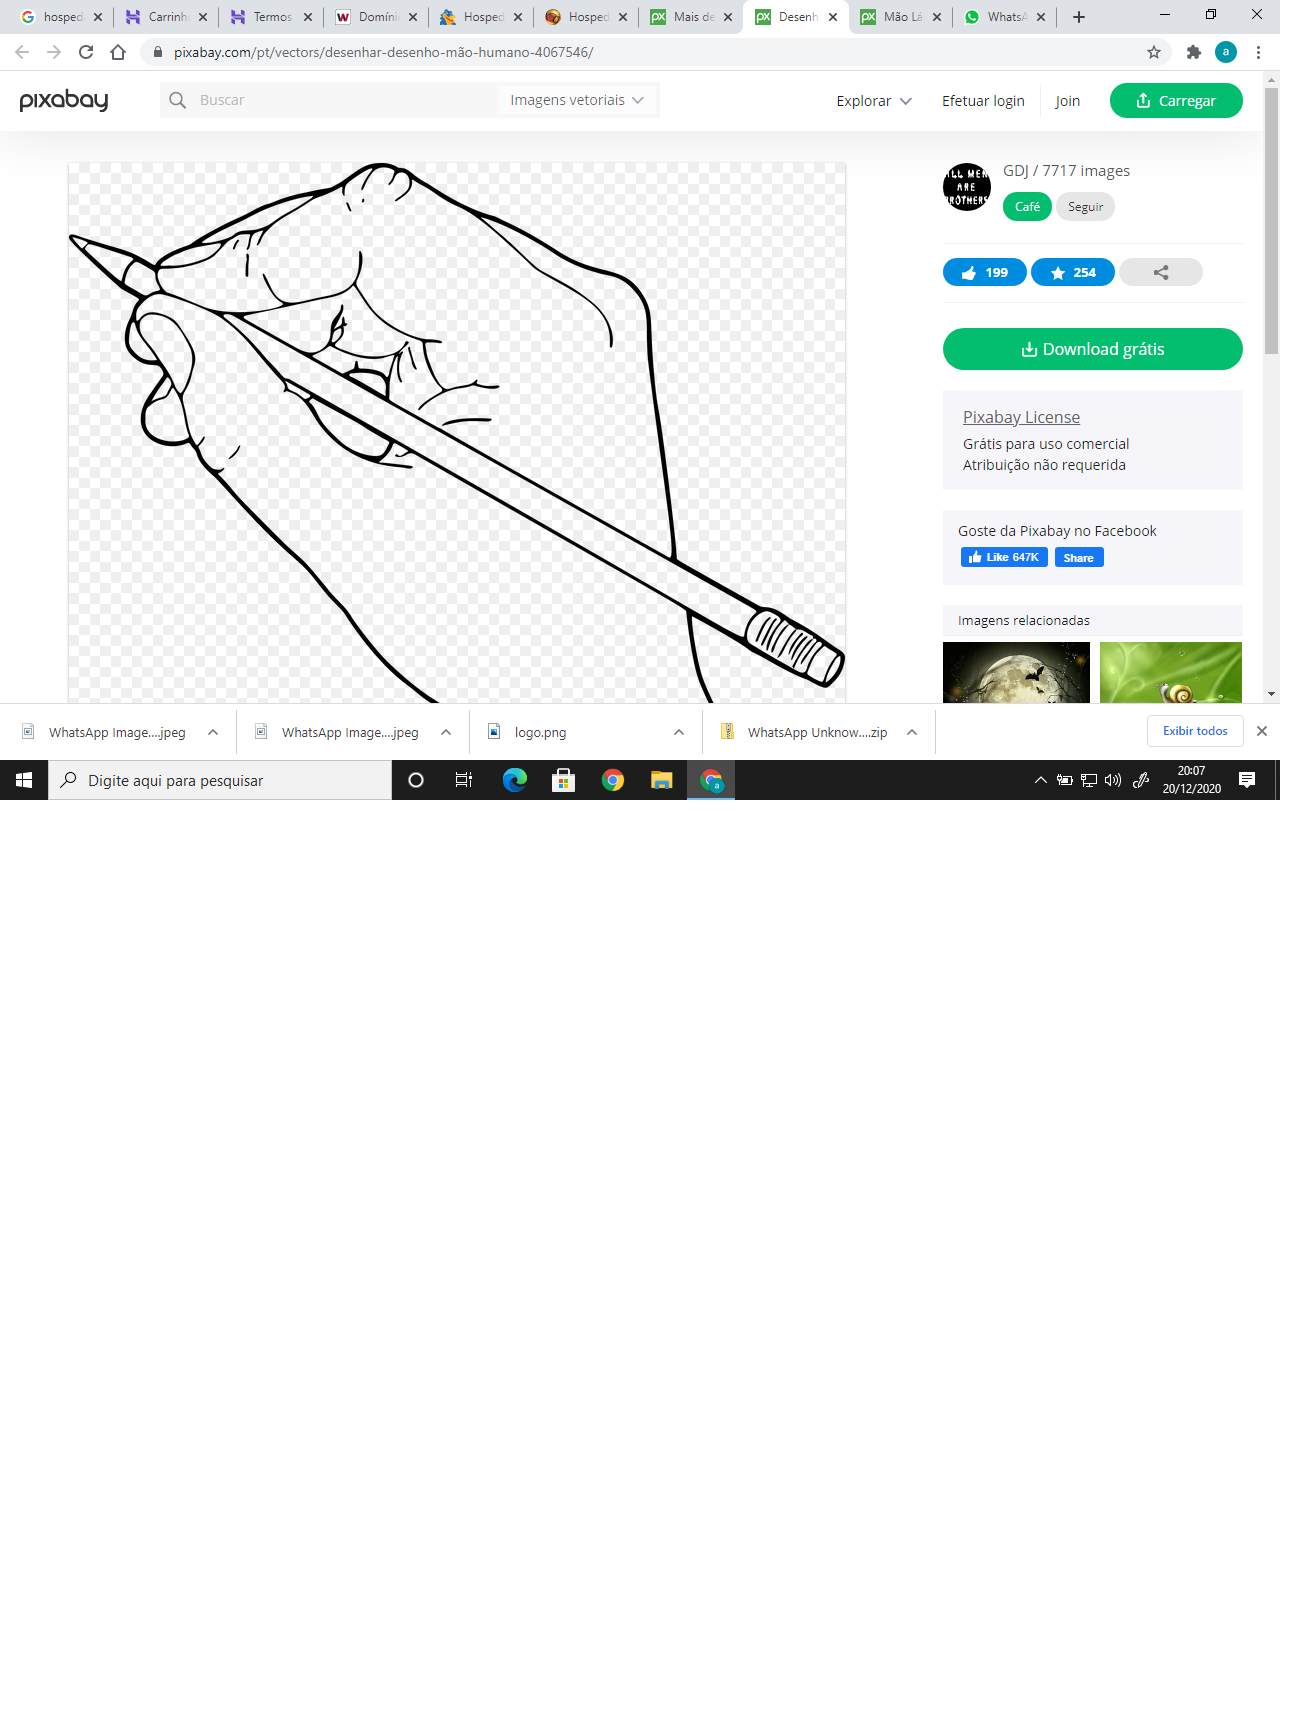 hosped
Carrinh
Termos
Domíni
Hosped
Hosped
Mais de
Desenh
Mão Lá
WhatsA
pixabay.com/pt/vectors/desenhar-desenho-mão-humano-4067546/
a
pixabay
Buscar
Imagens vetoriais
Explorar
Efetuar login
Join
Carregar
ALL MEN
ARE
BROTHERS
GDJ / 7717 images
Café
Seguir
199
254
Download grátis
Pixabay License
Grátis para uso comercial
Atribuição não requerida
Goste da Pixabay no Facebook
Like 647K
Share
Imagens relacionadas
WhatsApp Image....jpeg
WhatsApp Image....jpeg
logo.png
WhatsApp Unknow....zip
Exibir todos
Digite aqui para pesquisar
a
20:07
20/12/2020